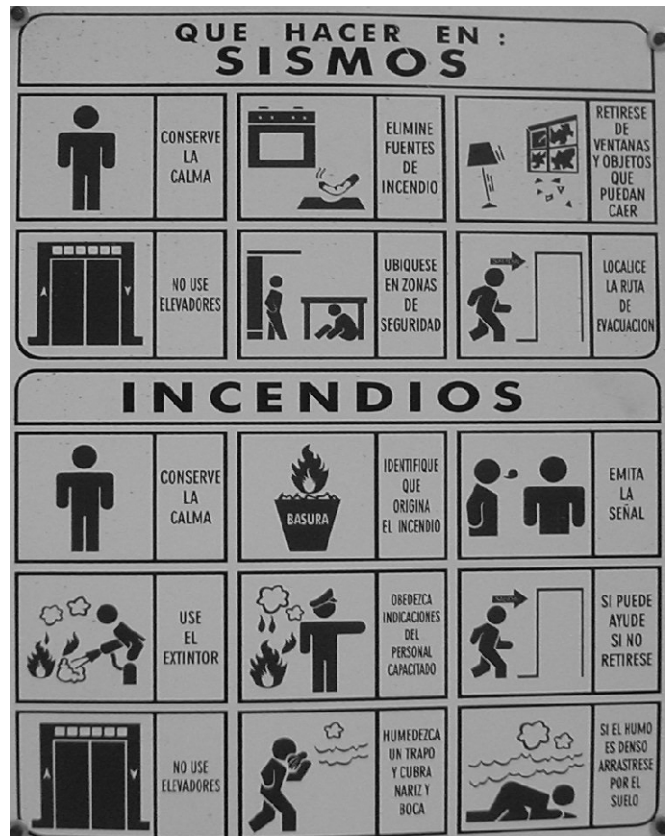 QUE HACER EN :
SISMOS
CONSERVE
LA
CALMA
ELIMINE
FUENTES
DE
INCENDIO
RETIRESE
DE
VENTANAS
Y OBJETOS
QUE
PUEDAN
CAER
NO USE
ELEVADORES
UBIQUESE
EN ZONAS
DE
SEGURIDAD
LOCALICE
LA RUTA
DE
EVACUACION
INCENDIOS
CONSERVE
LA
CALMA
BASURA
IDENTIFIQUE
QUE
ORIGINA
EL INCENDIO
EMITA
LA
SEÑAL
USE
EL
EXTINTOR
OBEDEZCA
INDICACIONES
DEL
PERSONAL
CAPACITADO
SI PUEDE
AYUDE
SI NO
RETIRESE
NO USE
ELEVADORES
HUMEDEZCA
UN TRAPO
Y CUBRA
NARIZ Y
BOCA
SI EL HUMO
ES DENSO
ARRASTRESE
POR EL
SUELO